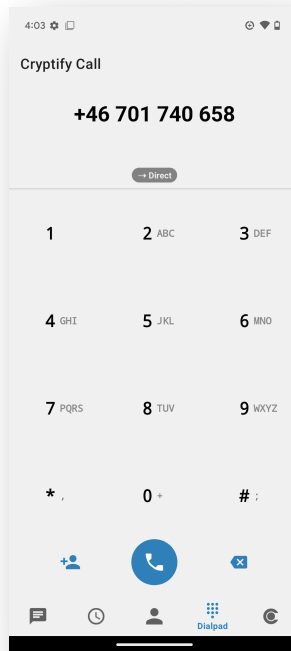 4:03
Cryptify Call
+46 701 740 658
→ Direct
1 2 ABC 3 DEF
4 GHI 5 JKL 6 MNO
7 PQRS 8 TUV 9 WXYZ
* , 0 + # ;
Dialpad